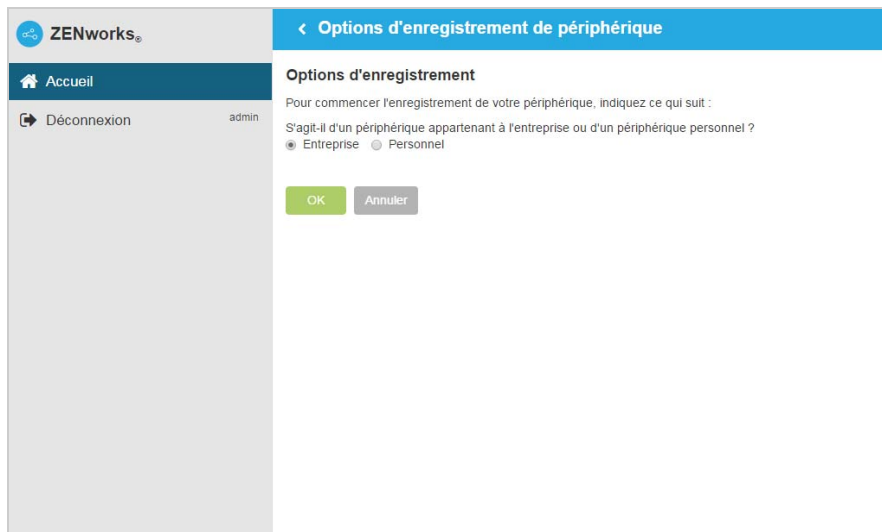 ZENworks®
Accueil
Déconnexion admin
Options d'enregistrement de périphérique
Options d'enregistrement
Pour commencer l'enregistrement de votre périphérique, indiquez ce qui suit :
S'agit-il d'un périphérique appartenant à l'entreprise ou d'un périphérique personnel ?
Entreprise Personnel
OK Annuler